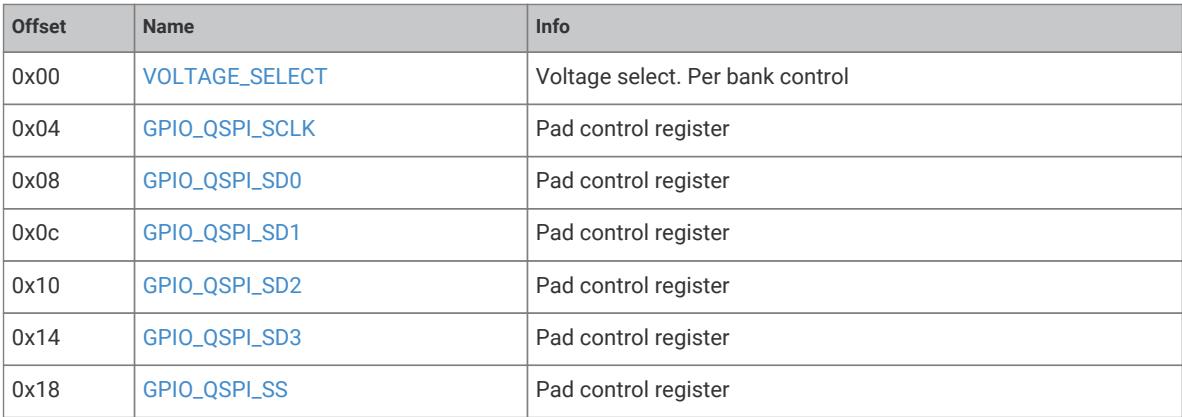 Offset Name Info
0x00 VOLTAGE_SELECT Voltage select. Per bank control
0x04 GPIO_QSPI_SCLK Pad control register
0x08 GPIO_QSPI_SD0 Pad control register
0x0c GPIO_QSPI_SD1 Pad control register
0x10 GPIO_QSPI_SD2 Pad control register
0x14 GPIO_QSPI_SD3 Pad control register
0x18 GPIO_QSPI_SS Pad control register